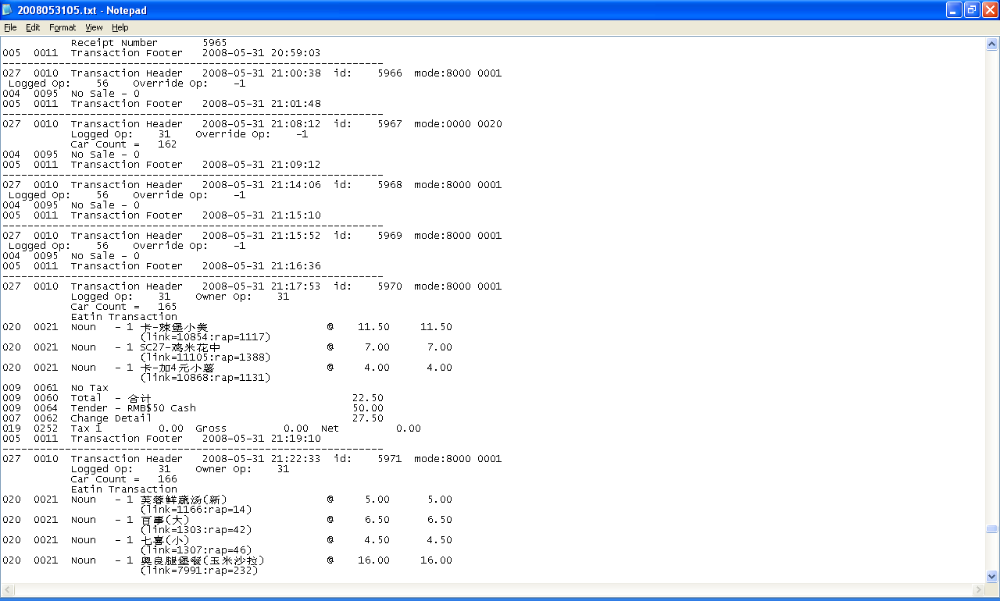 2008053105.txt - Notepad
File Edit Format View Help
Receipt Number 5965
005 0011 Transaction Footer 2008-05-31 20:59:03
-------------------------------------------------------------
027 0010 Transaction Header 2008-05-31 21:00:38 id: 5966 mode:8000 0001
Logged Op: 56 Override Op: -1
004 0095 No Sale - 0
005 0011 Transaction Footer 2008-05-31 21:01:48
-------------------------------------------------------------
027 0010 Transaction Header 2008-05-31 21:08:12 id: 5967 mode:0000 0020
Logged Op: 31 Override Op: -1
Car Count = 162
004 0095 No Sale - 0
005 0011 Transaction Footer 2008-05-31 21:09:12
-------------------------------------------------------------
027 0010 Transaction Header 2008-05-31 21:14:06 id: 5968 mode:8000 0001
Logged Op: 56 Override Op: -1
004 0095 No Sale - 0
005 0011 Transaction Footer 2008-05-31 21:15:10
-------------------------------------------------------------
027 0010 Transaction Header 2008-05-31 21:15:52 id: 5969 mode:8000 0001
Logged Op: 56 Override Op: -1
004 0095 No Sale - 0
005 0011 Transaction Footer 2008-05-31 21:16:36
-------------------------------------------------------------
027 0010 Transaction Header 2008-05-31 21:17:53 id: 5970 mode:8000 0001
Logged Op: 31 Owner Op: 31
Car Count = 165
Eatin Transaction
020 0021 Noun - 1 卡-辣堡小美 @ 11.50 11.50
(link=10854:rap=1117)
020 0021 Noun - 1 SC27-鸡米花中 @ 7.00 7.00
(link=11105:rap=1388)
020 0021 Noun - 1 卡-加4元小薯 @ 4.00 4.00
(link=10868:rap=1131)
009 0061 No Tax
009 0060 Total - 合计 22.50
009 0064 Tender - RMB$50 Cash 50.00
007 0062 Change Detail 27.50
019 0252 Tax 1 0.00 Gross 0.00 Net 0.00
005 0011 Transaction Footer 2008-05-31 21:19:10
-------------------------------------------------------------
027 0010 Transaction Header 2008-05-31 21:22:33 id: 5971 mode:8000 0001
Logged Op: 31 Owner Op: 31
Car Count = 166
Eatin Transaction
020 0021 Noun - 1 芙蓉鲜蔬汤(新) @ 5.00 5.00
(link=1166:rap=14)
020 0021 Noun - 1 百事(大) @ 6.50 6.50
(link=1303:rap=42)
020 0021 Noun - 1 七喜(小) @ 4.50 4.50
(link=1307:rap=46)
020 0021 Noun - 1 奥良腿堡餐(玉米沙拉) @ 16.00 16.00
(link=7991:rap=232)